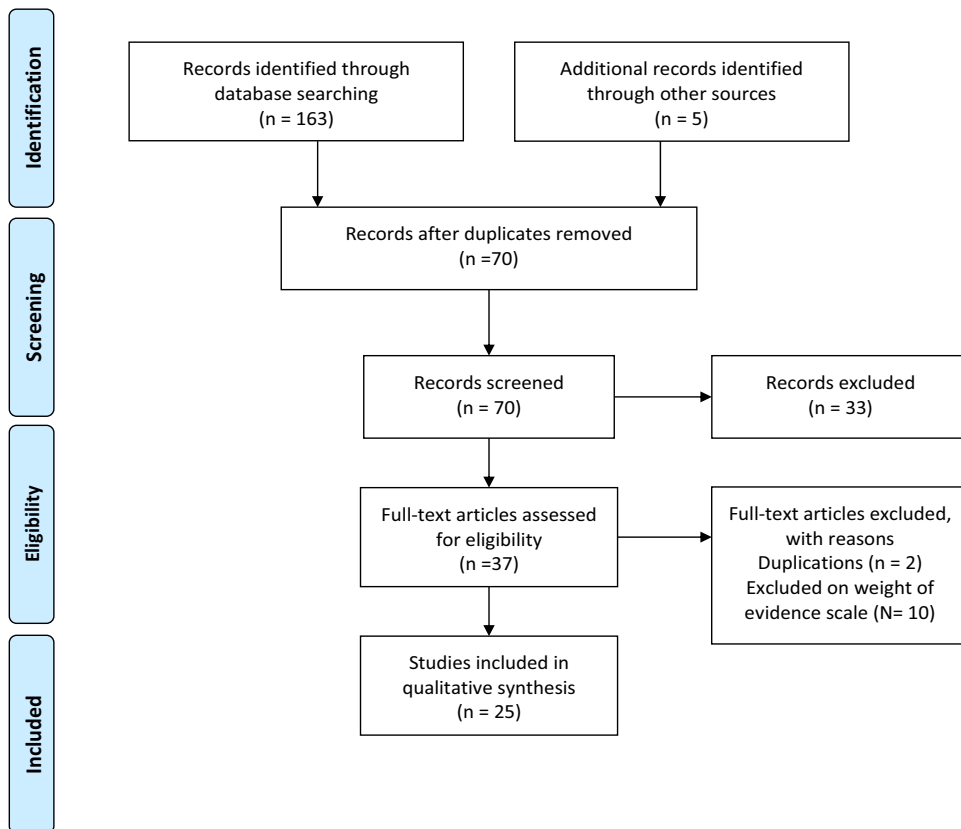 Identification
Records identified through
database searching
(n = 163)
Additional records identified
through other sources
(n = 5)
Screening
Records after duplicates removed
(n =70)
Records screened
(n = 70)
Records excluded
(n = 33)
Eligibility
Full-text articles assessed
for eligibility
(n =37)
Full-text articles excluded,
with reasons
Duplications (n = 2)
Excluded on weight of
evidence scale (N= 10)
Included
Studies included in
qualitative synthesis
(n = 25)